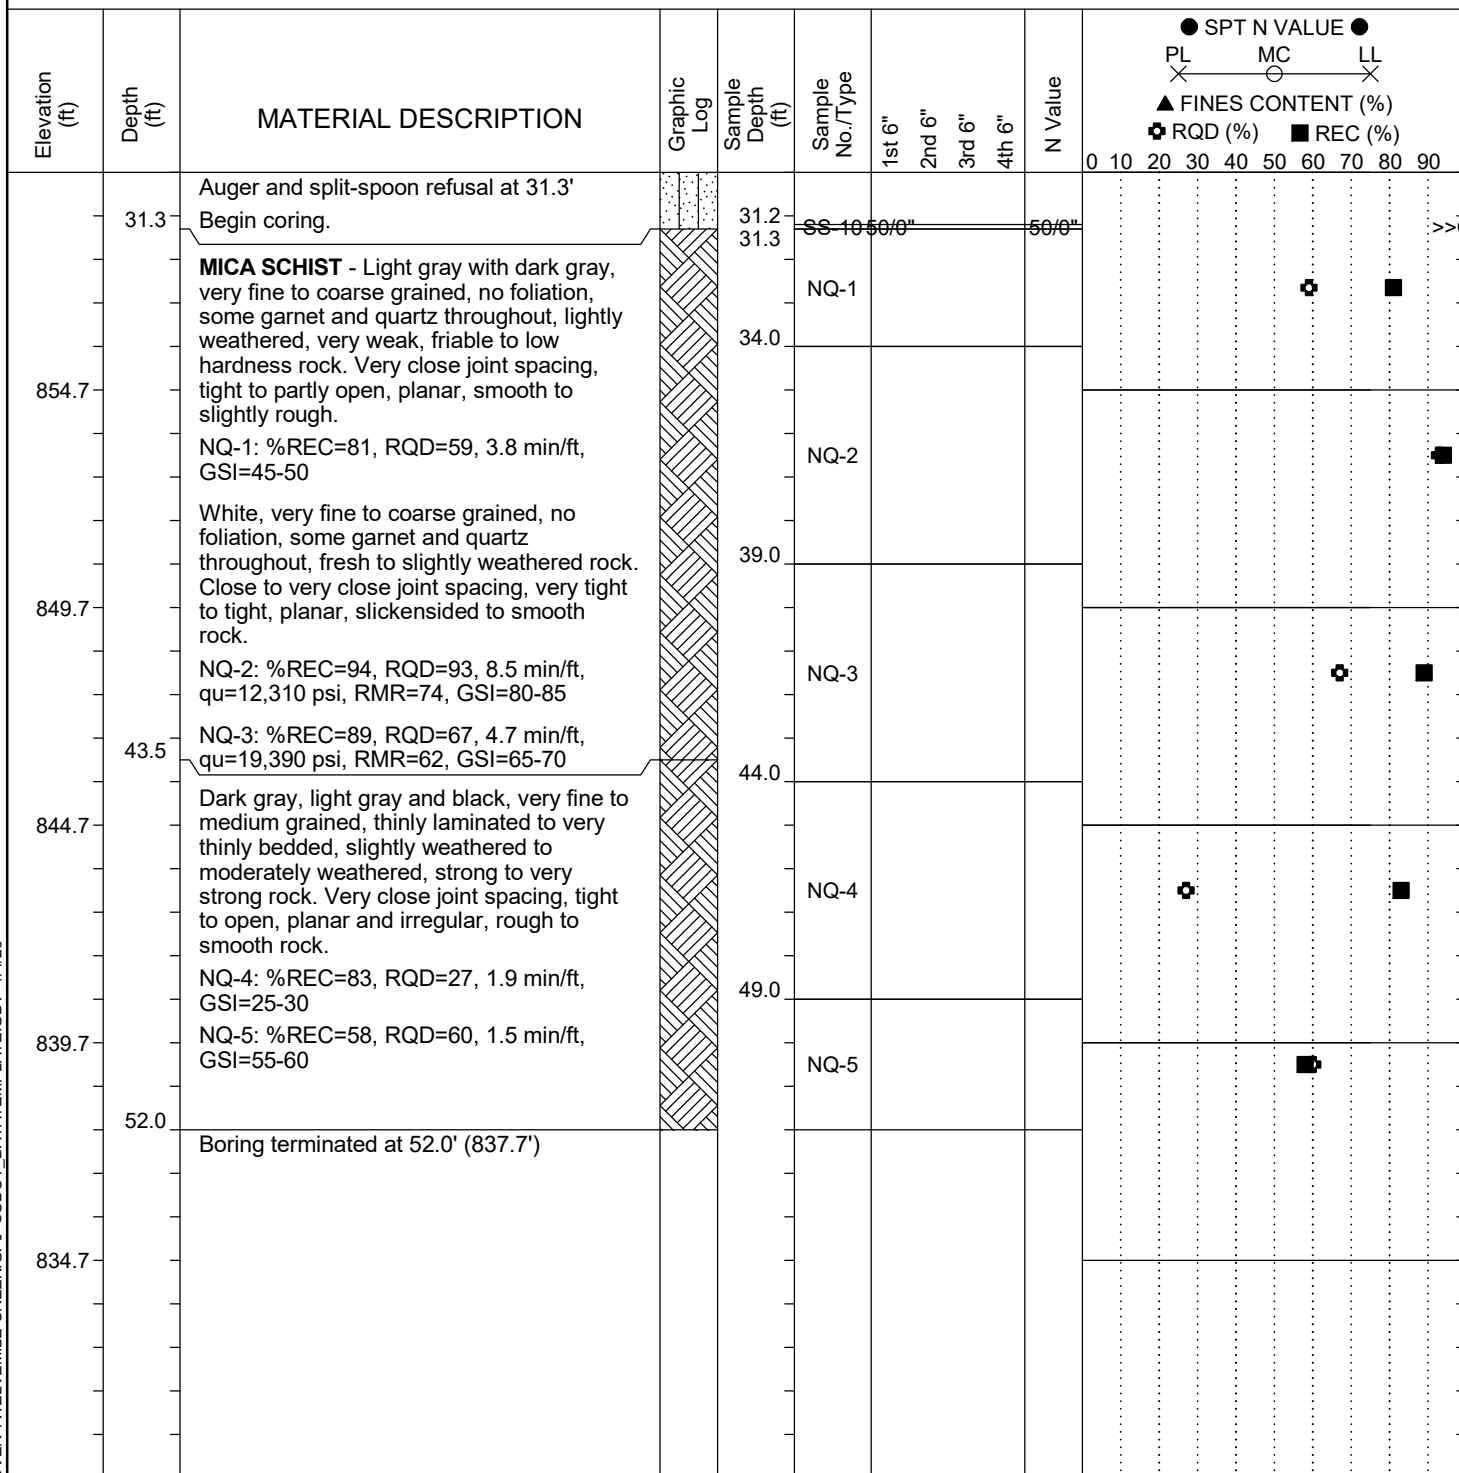 Elevation (ft)
Depth (ft)
MATERIAL DESCRIPTION
Graphic Log
Sample Depth (ft)
Sample No./Type
1st 6"
2nd 6"
3rd 6"
4th 6"
N Value
● SPT N VALUE ●
PL MC LL
▲ FINES CONTENT (%)
RQD (%) ■ REC (%)
0 10 20 30 40 50 60 70 80 90
Auger and split-spoon refusal at 31.3'
31.3 Begin coring.
31.2
31.3
SS-10 50/0" 50/0"
>>
MICA SCHIST - Light gray with dark gray,
very fine to coarse grained, no foliation,
some garnet and quartz throughout, lightly
weathered, very weak, friable to low
hardness rock. Very close joint spacing,
tight to partly open, planar, smooth to
slightly rough.
NQ-1
34.0
854.7
NQ-1: %REC=81, RQD=59, 3.8 min/ft,
GSI=45-50
NQ-2
White, very fine to coarse grained, no
foliation, some garnet and quartz
throughout, fresh to slightly weathered rock.
Close to very close joint spacing, very tight
to tight, planar, slickensided to smooth
rock.
39.0
849.7
NQ-2: %REC=94, RQD=93, 8.5 min/ft,
qu=12,310 psi, RMR=74, GSI=80-85
NQ-3
NQ-3: %REC=89, RQD=67, 4.7 min/ft,
qu=19,390 psi, RMR=62, GSI=65-70
43.5
44.0
Dark gray, light gray and black, very fine to
medium grained, thinly laminated to very
thinly bedded, slightly weathered to
moderately weathered, strong to very
strong rock. Very close joint spacing, tight
to open, planar and irregular, rough to
smooth rock.
844.7
NQ-4
NQ-4: %REC=83, RQD=27, 1.9 min/ft,
GSI=25-30
49.0
NQ-5: %REC=58, RQD=60, 1.5 min/ft,
GSI=55-60
839.7
NQ-5
52.0
Boring terminated at 52.0' (837.7')
834.7